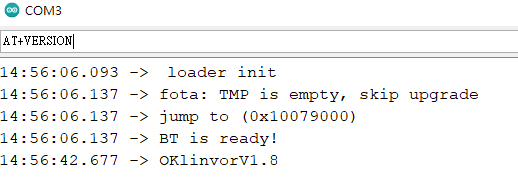 COM3
AT+VERSION
14:56:06.093 ->  loader init
14:56:06.137 -> fota: TMP is empty, skip upgrade
14:56:06.137 -> jump to (0x10079000)
14:56:06.137 -> BT is ready!
14:56:42.677 -> OKlinvorV1.8